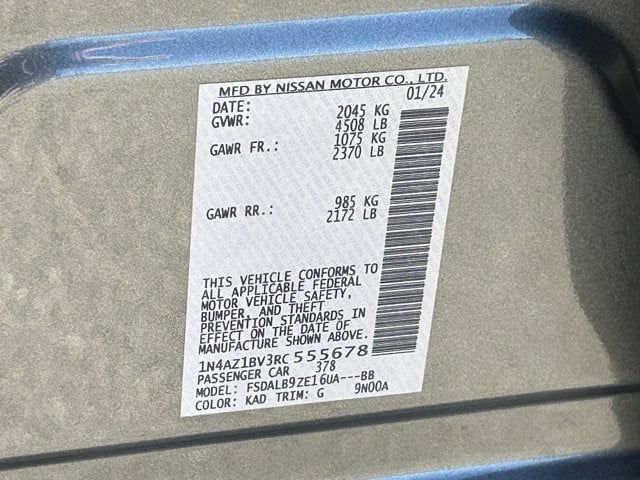 MFD BY NISSAN MOTOR CO., LTD.
DATE: 01/24
GVWR: 2045 KG
4508 LB
GAWR FR.: 1075 KG
2370 LB
GAWR RR.: 985 KG
2172 LB
THIS VEHICLE CONFORMS TO
ALL APPLICABLE FEDERAL
MOTOR VEHICLE SAFETY,
BUMPER, AND THEFT
PREVENTION STANDARDS IN
EFFECT ON THE DATE OF
MANUFACTURE SHOWN ABOVE.
1N4AZ1BV3RC555678
PASSENGER CAR 378
MODEL: FSDALB9ZE16UA---BB
COLOR: KAD TRIM: G 9N00A